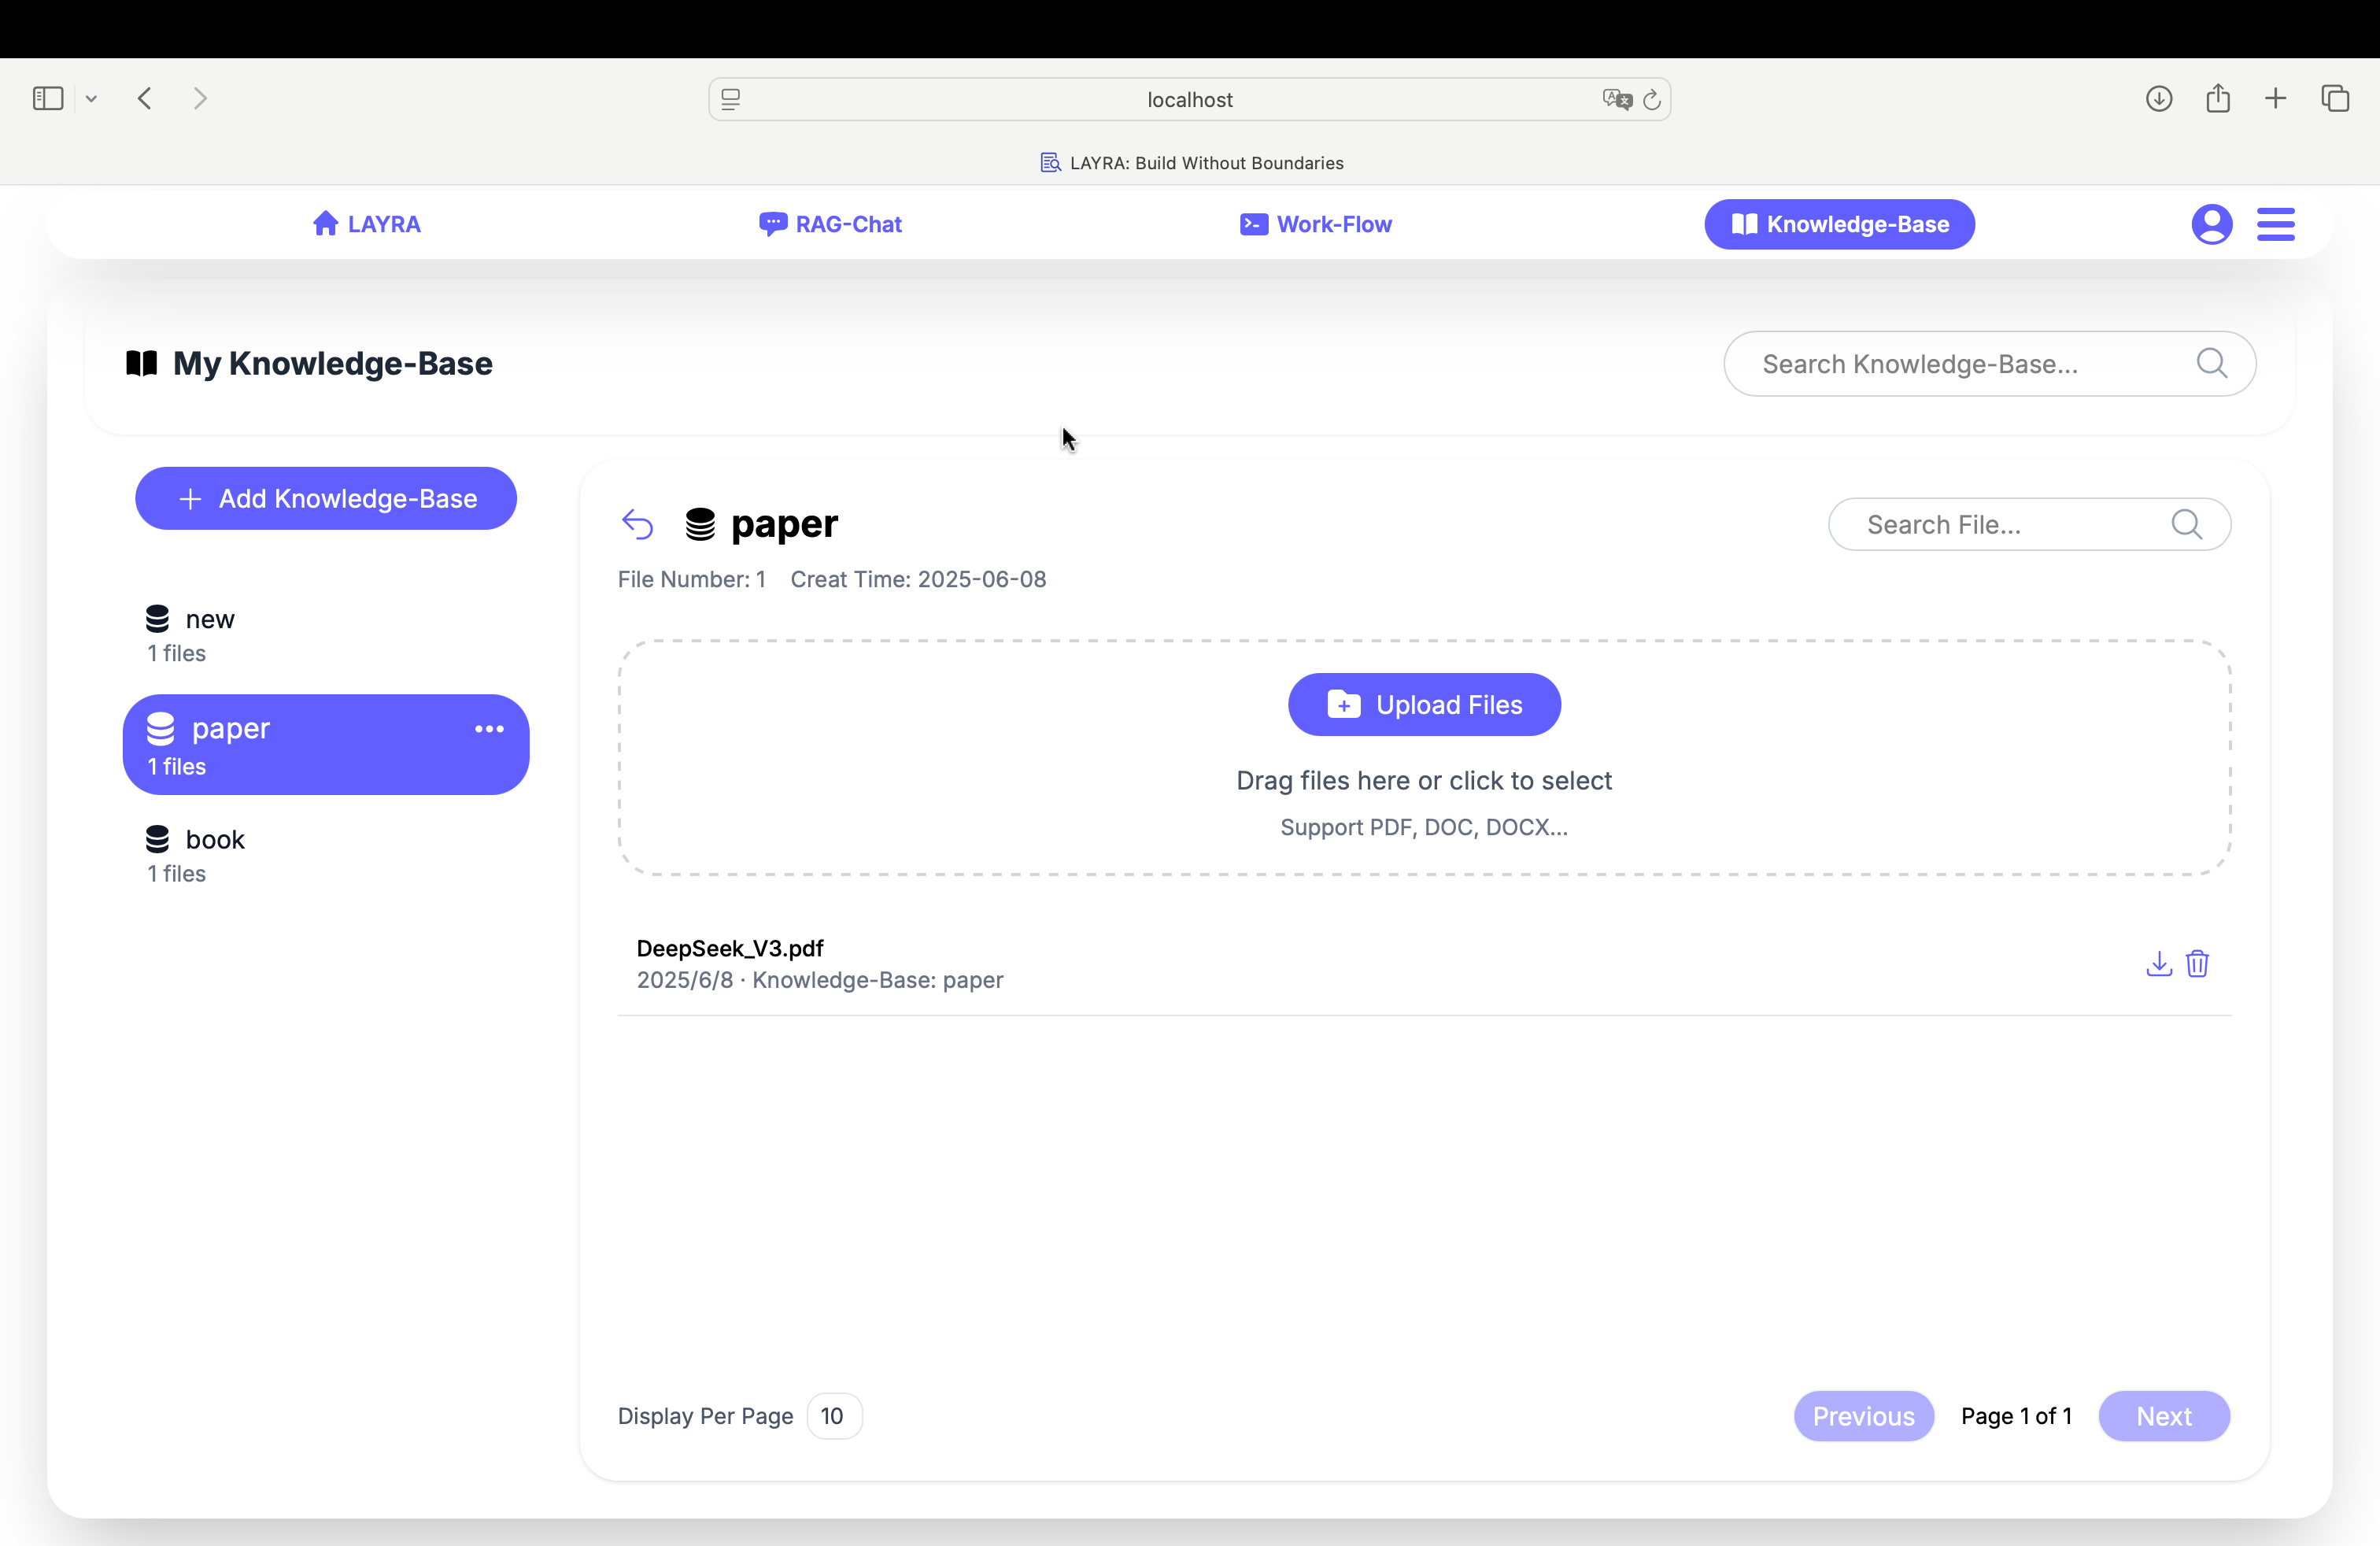 localhost
LAYRA: Build Without Boundaries
LAYRA
RAG-Chat
Work-Flow
Knowledge-Base
My Knowledge-Base
Search Knowledge-Base...
Add Knowledge-Base
new
1 files
paper
1 files
book
1 files
paper
Search File...
File Number: 1 Creat Time: 2025-06-08
Upload Files
Drag files here or click to select
Support PDF, DOC, DOCX...
DeepSeek_V3.pdf
2025/6/8 · Knowledge-Base: paper
Display Per Page 10
Previous
Page 1 of 1
Next